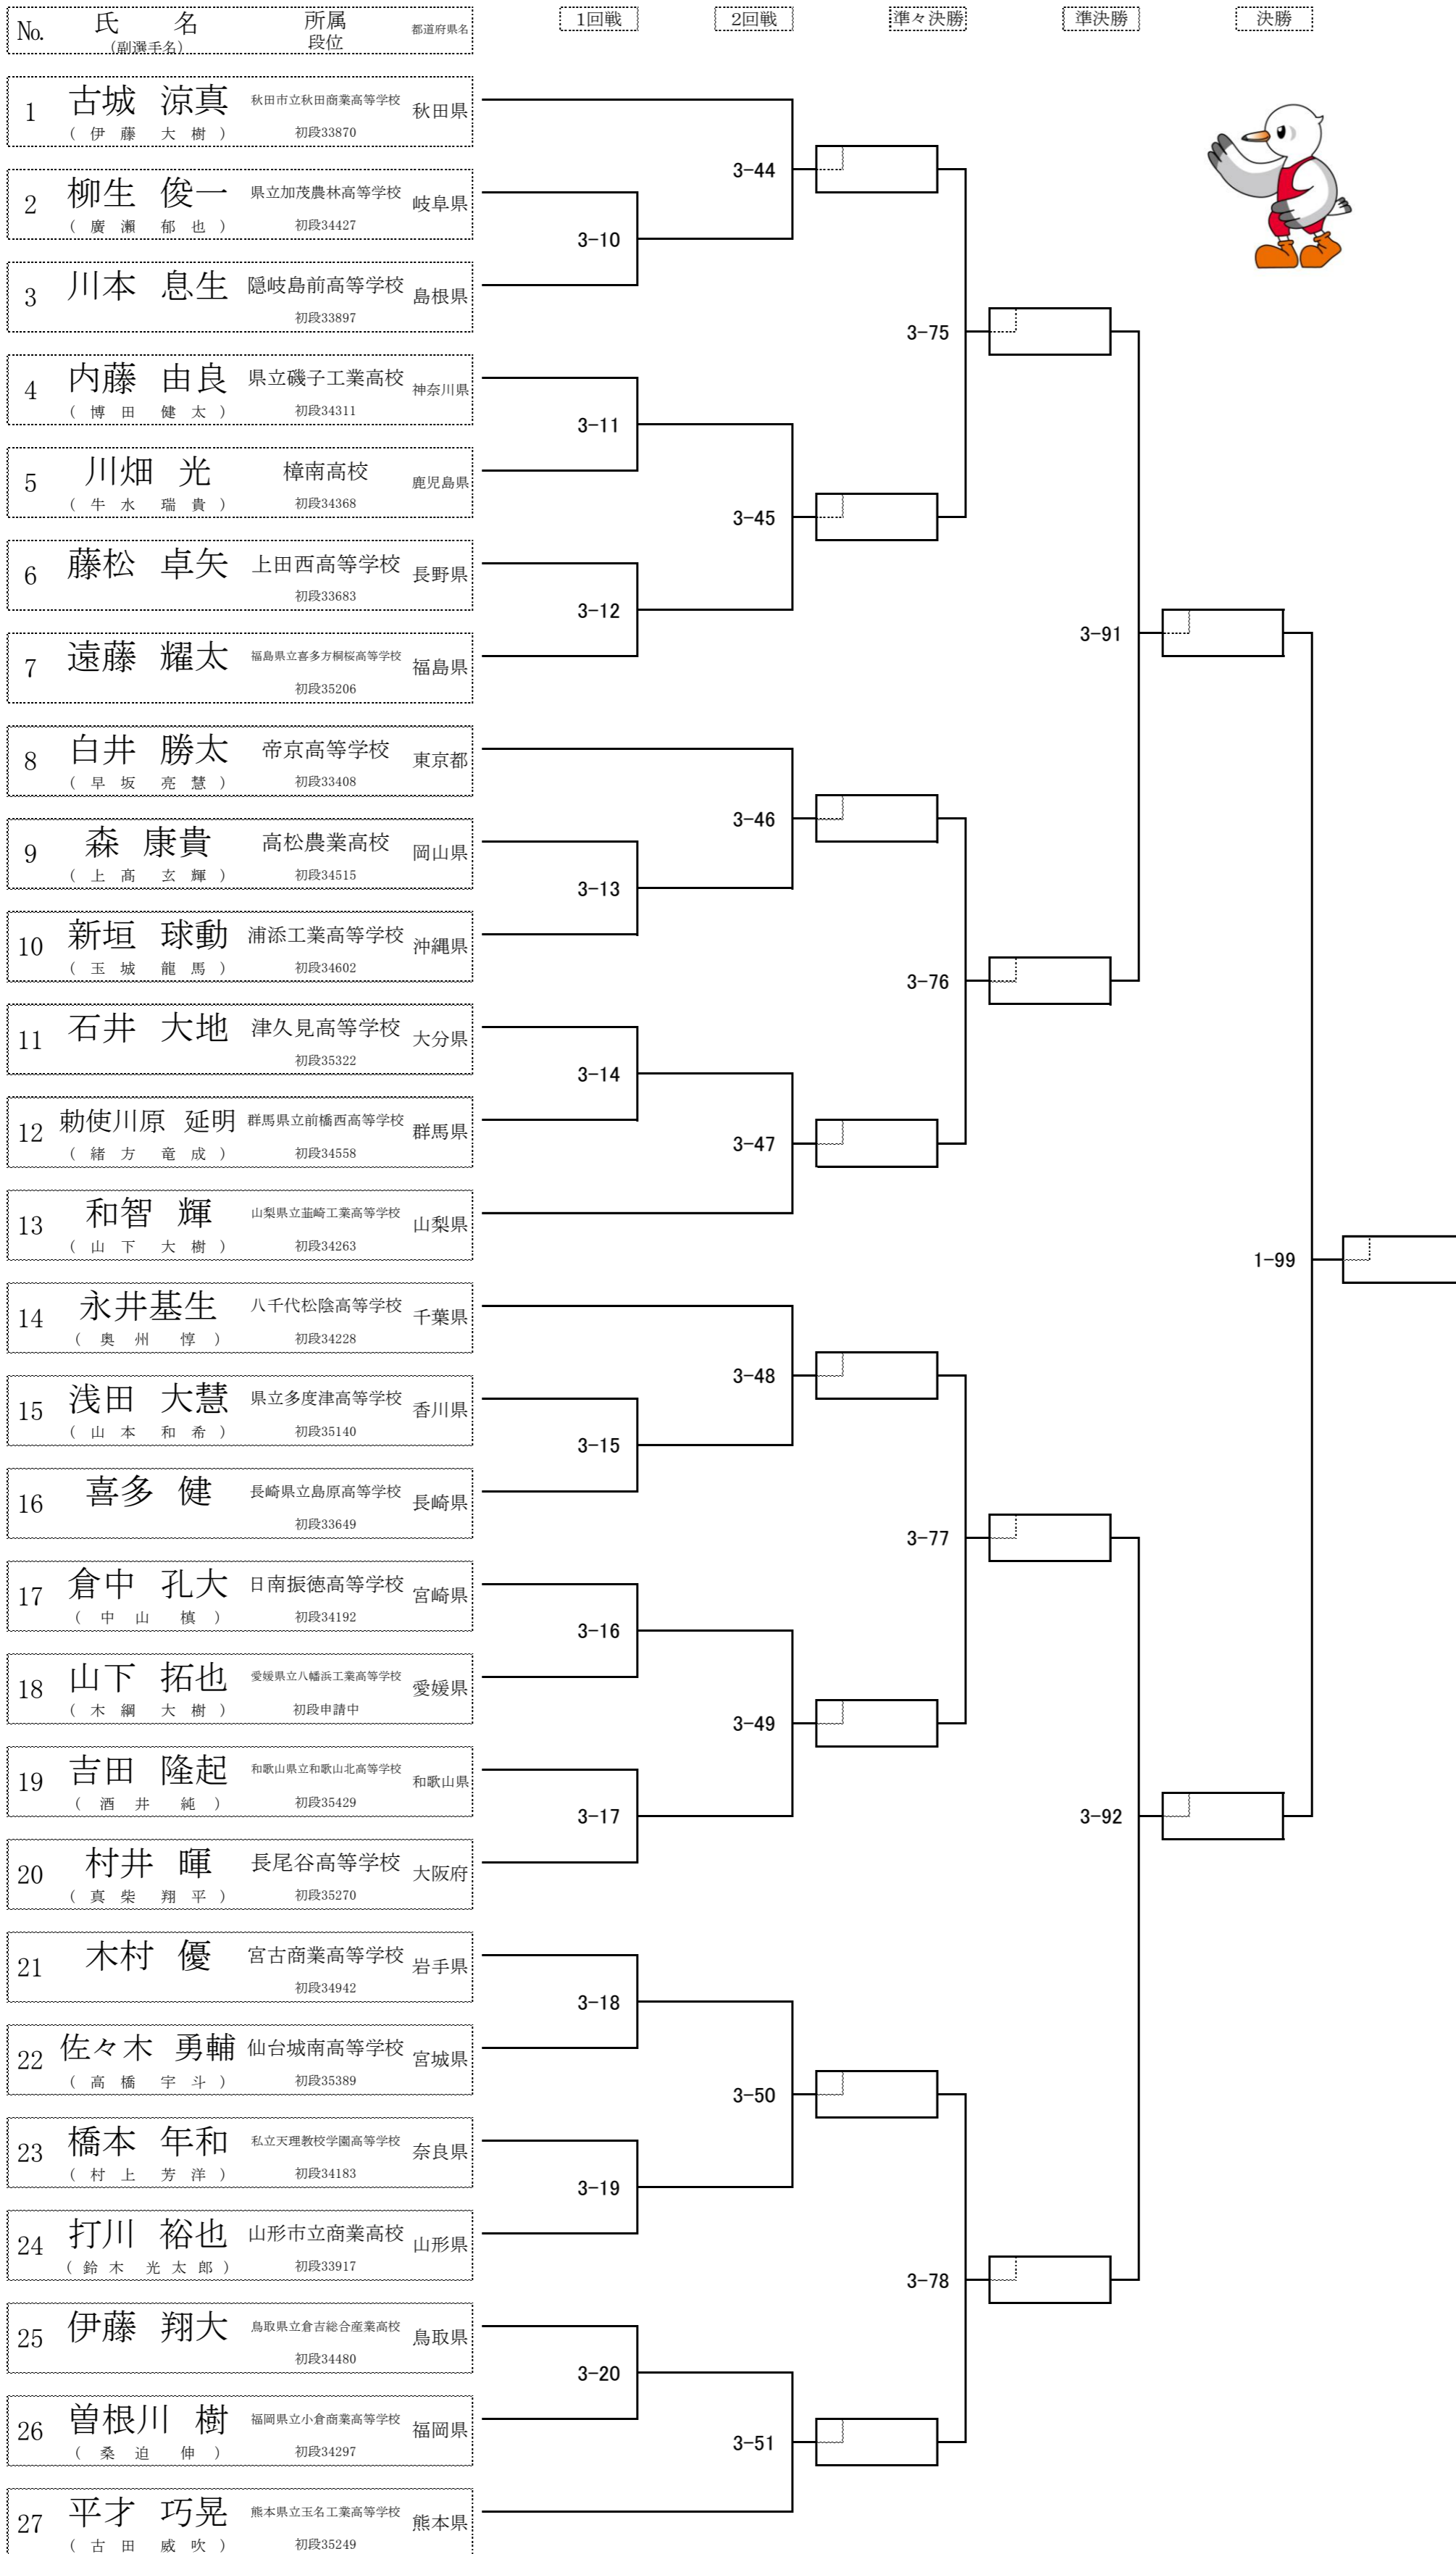 No. 氏 名 所属 都道府県名 1回戦 2回戦 準々決勝 準決勝 決勝
(副選手名) 段位
1 古城 涼真 秋田市立秋田商業高等学校 秋田県
( 伊 藤 大 樹 ) 初段33870
3-44
2 柳生 俊一 県立加茂農林高等学校 岐阜県
( 廣 瀬 郁 也 ) 初段34427
3-10
3 川本 息生 隠岐島前高等学校 島根県
初段33897
3-75
4 内藤 由良 県立磯子工業高校 神奈川県
( 博 田 健 太 ) 初段34311
3-11
5 川畑 光 樟南高校 鹿児島県
( 牛 水 瑞 貴 ) 初段34368
3-45
6 藤松 卓矢 上田西高等学校 長野県
初段33683
3-12
3-91
7 遠藤 耀太 福島県立喜多方桐桜高等学校 福島県
初段35206
8 白井 勝太 帝京高等学校 東京都
( 早 坂 亮 慧 ) 初段33408
3-46
9 森 康貴 高松農業高校 岡山県
( 上 髙 玄 輝 ) 初段34515
3-13
10 新垣 球動 浦添工業高等学校 沖縄県
( 玉 城 龍 馬 ) 初段34602
3-76
11 石井 大地 津久見高等学校 大分県
初段35322
3-14
12 勅使川原 延明 群馬県立前橋西高等学校 群馬県
( 緒 方 竜 成 ) 初段34558
3-47
13 和智 輝 山梨県立韮崎工業高等学校 山梨県
( 山 下 大 樹 ) 初段34263
1-99
14 永井基生 八千代松陰高等学校 千葉県
( 奥 州 惇 ) 初段34228
3-48
15 浅田 大慧 県立多度津高等学校 香川県
( 山 本 和 希 ) 初段35140
3-15
16 喜多 健 長崎県立島原高等学校 長崎県
初段33649
3-77
17 倉中 孔大 日南振徳高等学校 宮崎県
( 中 山 槙 ) 初段34192
3-16
18 山下 拓也 愛媛県立八幡浜工業高等学校 愛媛県
( 木 綱 大 樹 ) 初段申請中
3-49
19 吉田 隆起 和歌山県立和歌山北高等学校 和歌山県
( 酒 井 純 ) 初段35429
3-17
3-92
20 村井 暉 長尾谷高等学校 大阪府
( 真 柴 翔 平 ) 初段35270
21 木村 優 宮古商業高等学校 岩手県
初段34942
3-18
22 佐々木 勇輔 仙台城南高等学校 宮城県
( 高 橋 宇 斗 ) 初段35389
3-50
23 橋本 年和 私立天理教校学園高等学校 奈良県
( 村 上 芳 洋 ) 初段34183
3-19
24 打川 裕也 山形市立商業高校 山形県
( 鈴 木 光 太 郎 ) 初段33917
3-78
25 伊藤 翔大 鳥取県立倉吉総合産業高校 鳥取県
初段34480
3-20
26 曽根川 樹 福岡県立小倉商業高等学校 福岡県
( 桑 迫 伸 ) 初段34297
3-51
27 平才 巧晃 熊本県立玉名工業高等学校 熊本県
( 古 田 威 吹 ) 初段35249